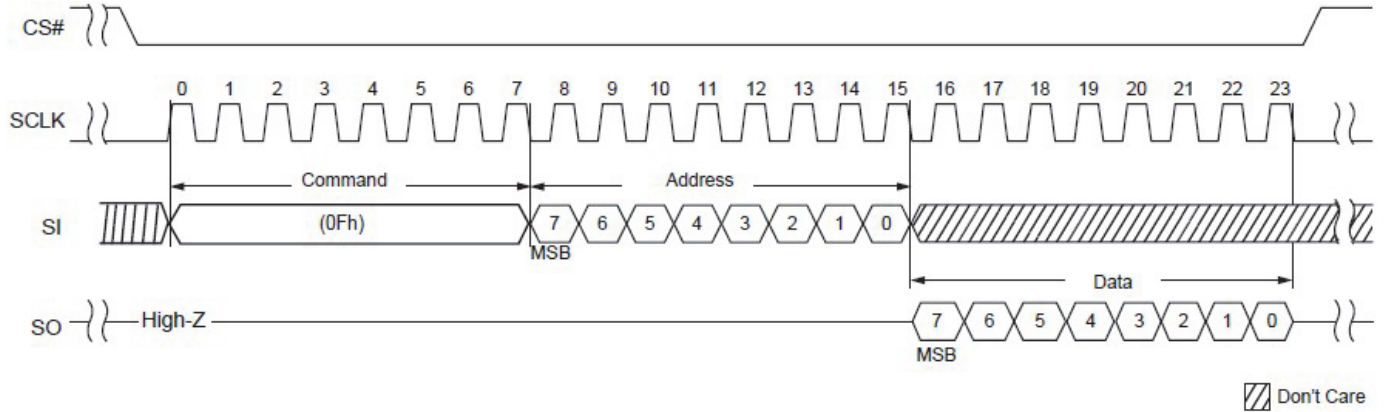 CS#
0 1 2 3 4 5 6 7 8 9 10 11 12 13 14 15 16 17 18 19 20 21 22 23
SCLK
Command Address
SI (0Fh) 7 6 5 4 3 2 1 0
MSB
Data
SO High-Z 7 6 5 4 3 2 1 0
MSB
Don't Care